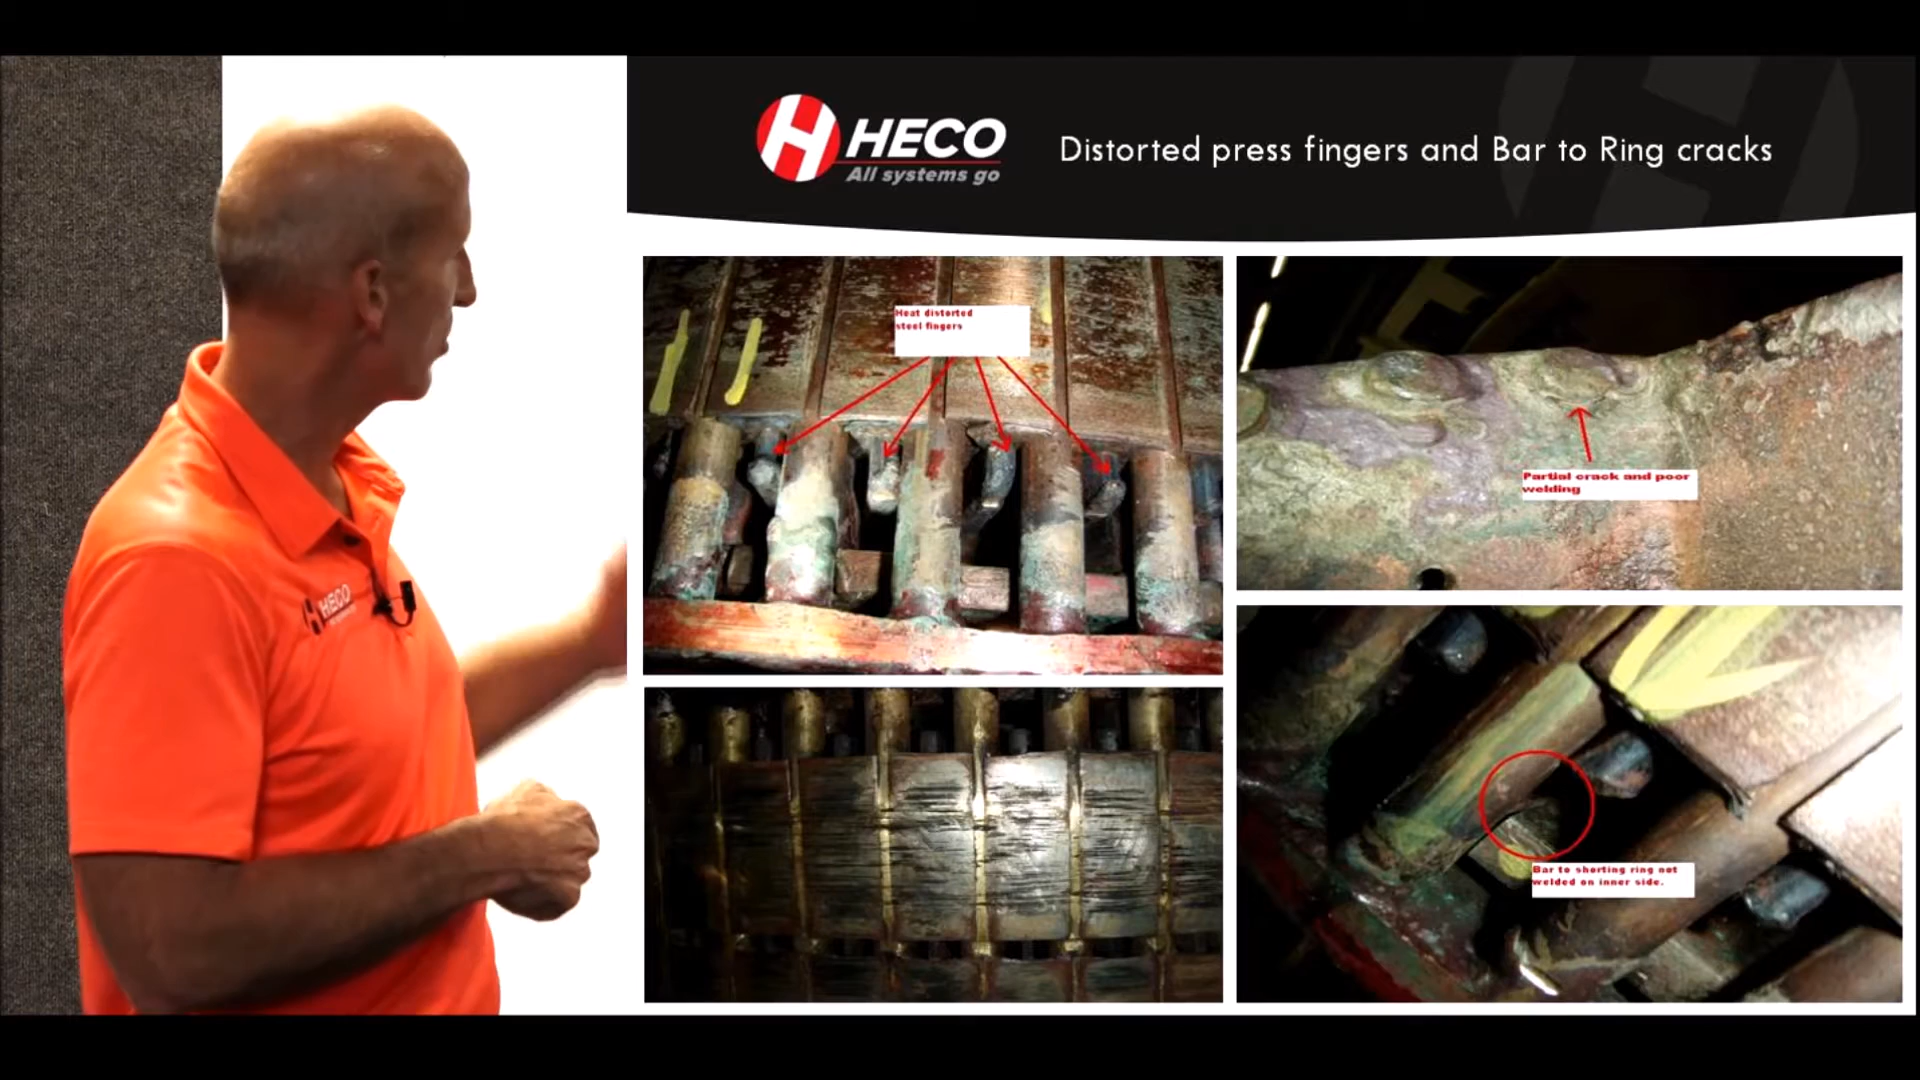 HECO
All systems go
Distorted press fingers and Bar to Ring cracks
Heat distorted
steel fingers
Partial crack and poor
welding
Bar to shorting ring not
welded on inner side.
HECO